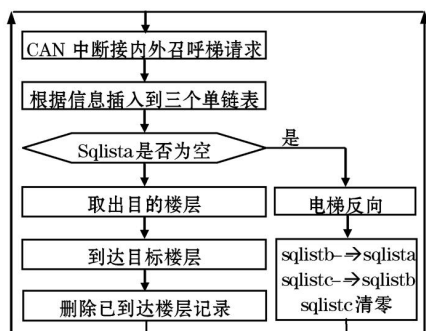 CAN 中断接内外召呼梯请求
根据信息插入到三个单链表
Sqlista是否为空
是
取出目的楼层
电梯反向
到达目标楼层
sqlistb-→sqlista
sqlistc-→sqlistb
sqlistc清零
删除已到达楼层记录